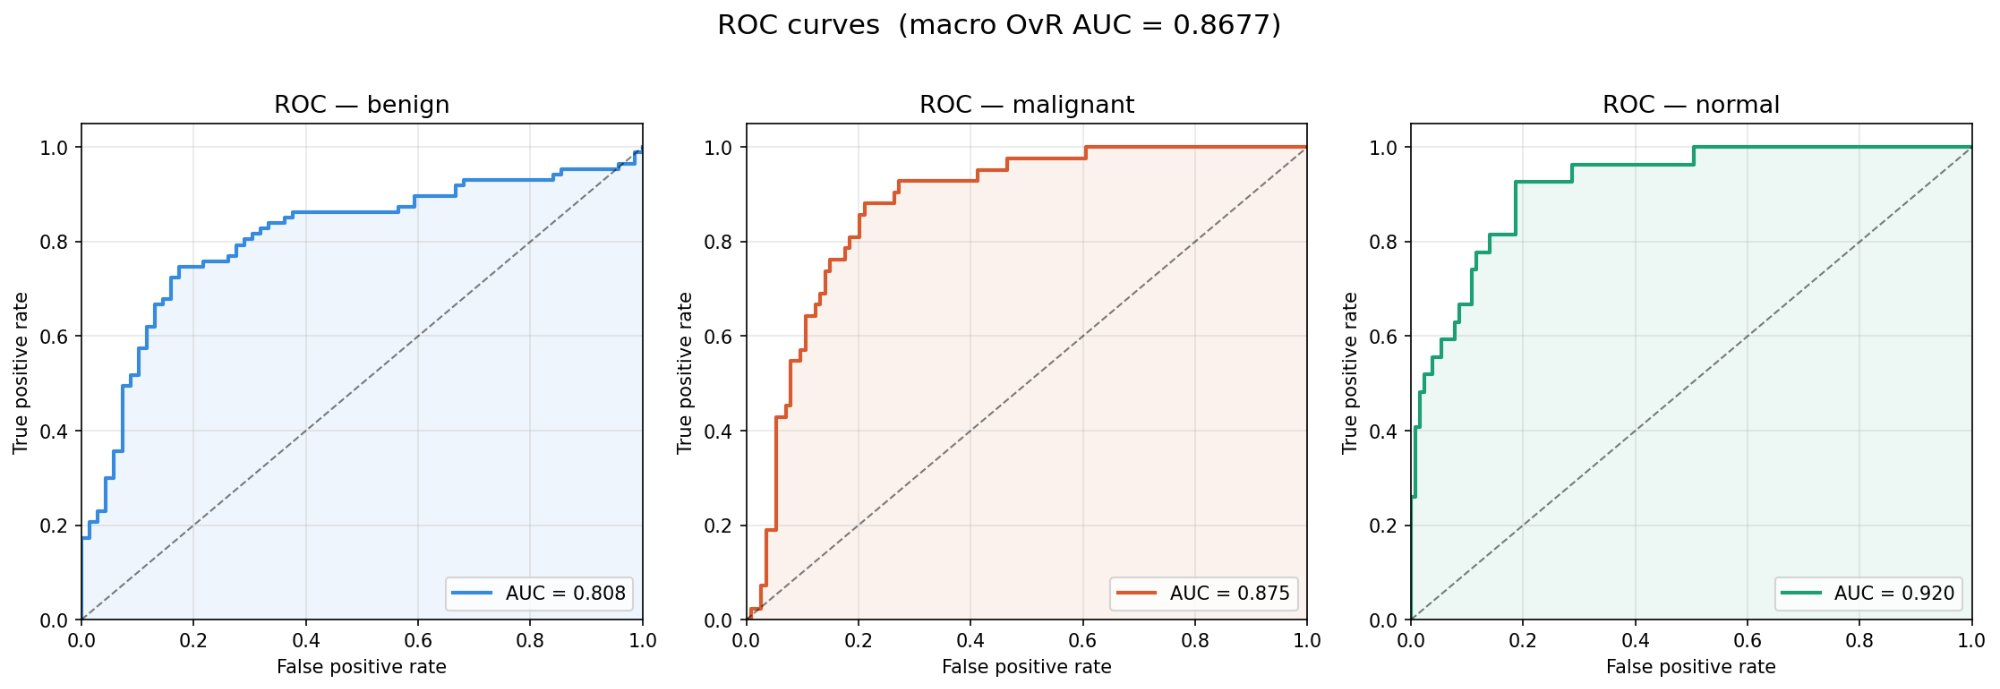 ROC curves  (macro OvR AUC = 0.8677)
ROC — benign
True positive rate
1.0
0.8
0.6
0.4
0.2
0.0
0.0 0.2 0.4 0.6 0.8 1.0
False positive rate
AUC = 0.808
ROC — malignant
True positive rate
1.0
0.8
0.6
0.4
0.2
0.0
0.0 0.2 0.4 0.6 0.8 1.0
False positive rate
AUC = 0.875
ROC — normal
True positive rate
1.0
0.8
0.6
0.4
0.2
0.0
0.0 0.2 0.4 0.6 0.8 1.0
False positive rate
AUC = 0.920